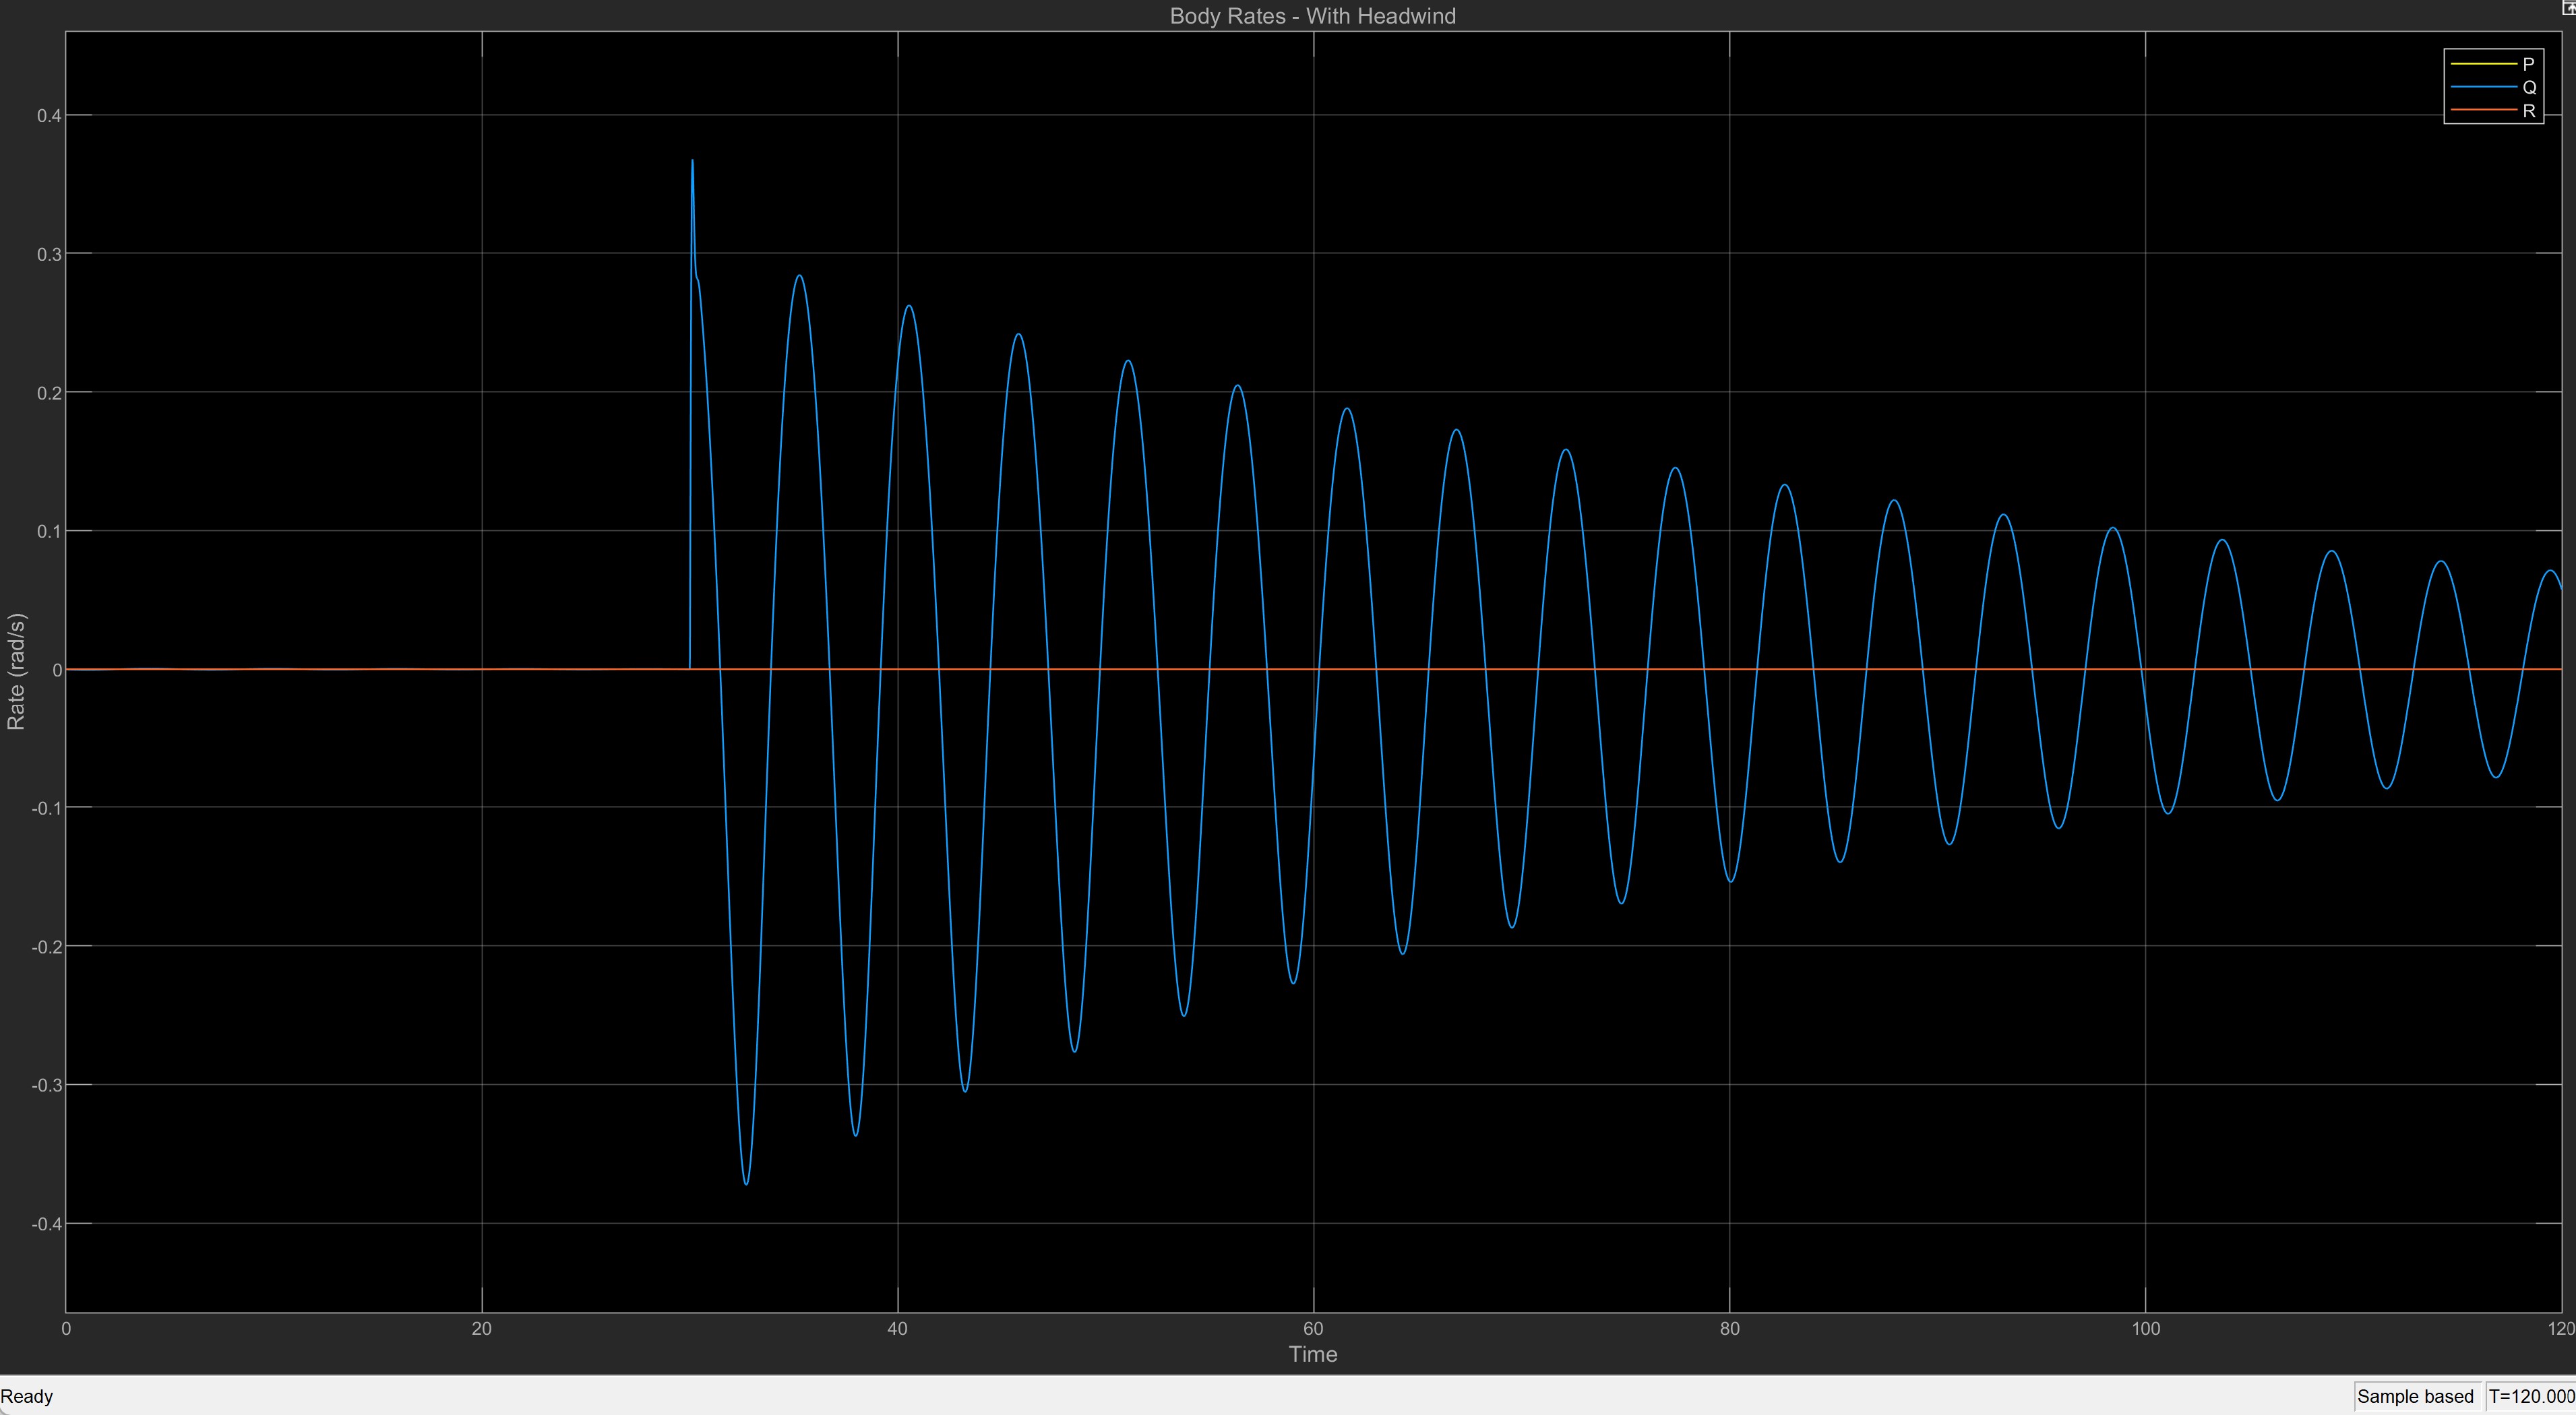 Body Rates - With Headwind
P
Q
R
0.4
0.3
0.2
0.1
0
-0.1
-0.2
-0.3
-0.4
Rate (rad/s)
0
20
40
60
80
100
120
Time
Ready
Sample based
T=120.000